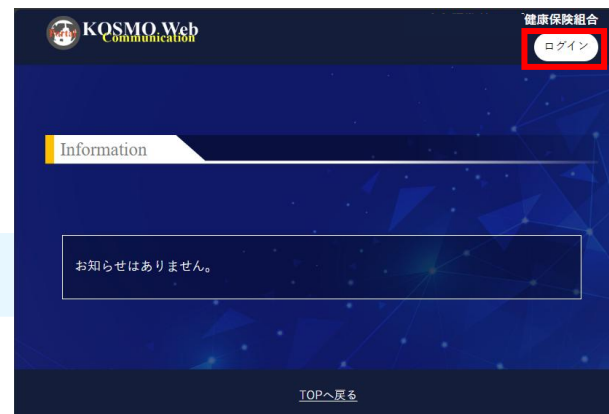 KOSMO Web
Communication
健康保険組合
ログイン
Information
お知らせはありません。
TOPへ戻る